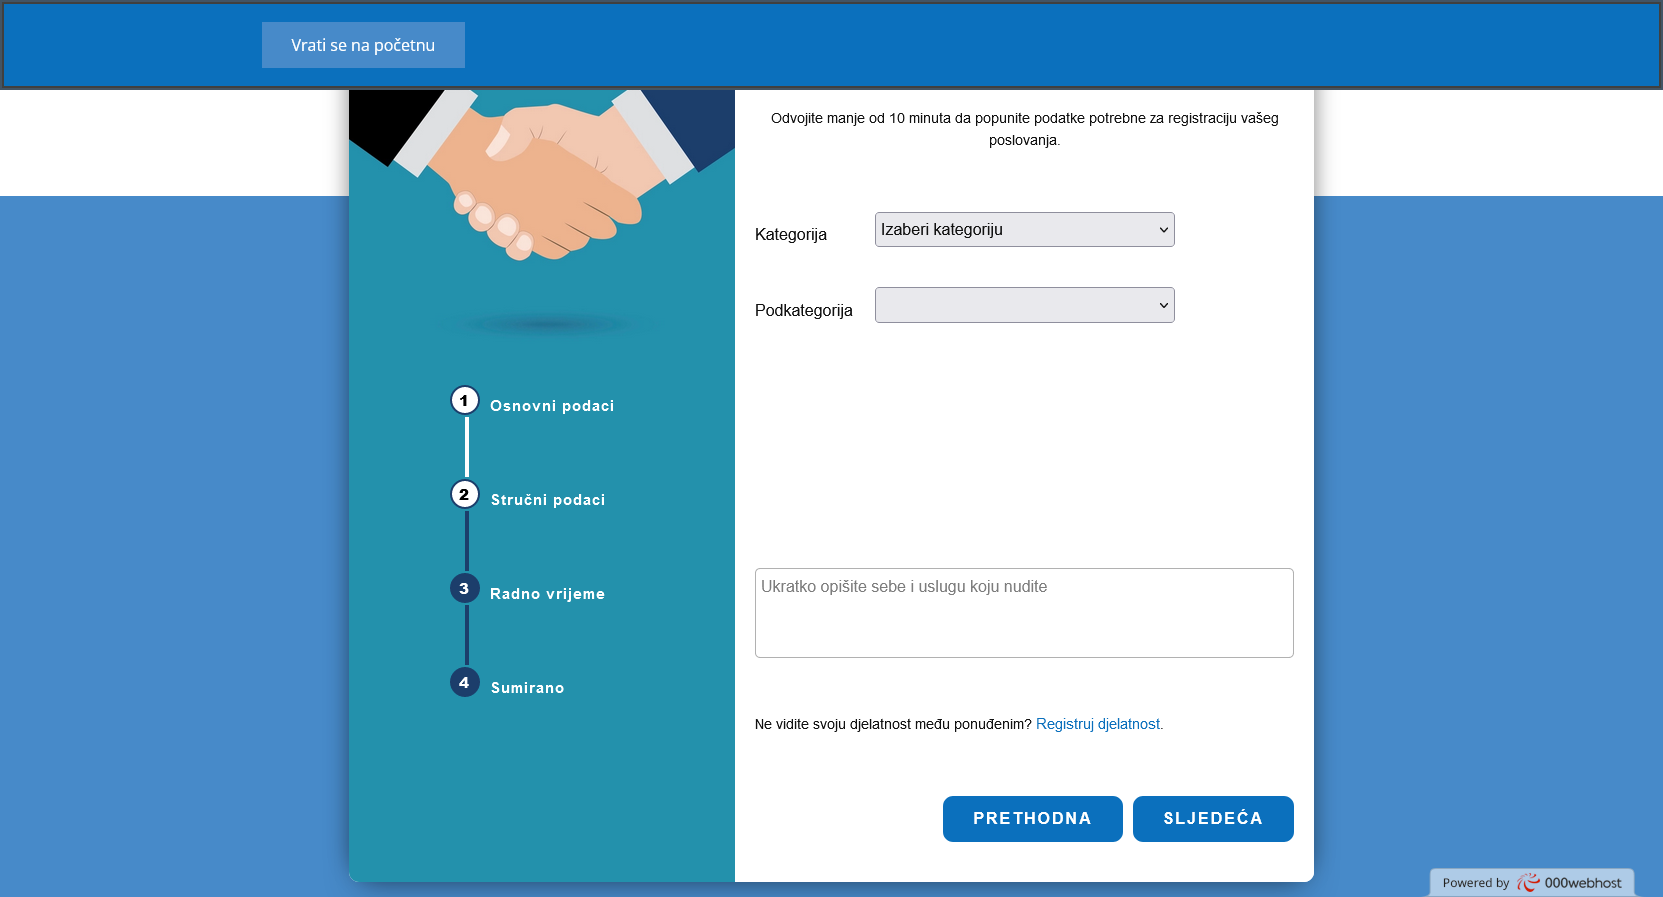 Vrati se na početnu
Odvojite manje od 10 minuta da popunite podatke potrebne za registraciju vašeg
poslovanja.
Kategorija
Izaberi kategoriju
Podkategorija
1 Osnovni podaci
2 Stručni podaci
3 Radno vrijeme
4 Sumirano
Ukratko opišite sebe i uslugu koju nudite
Ne vidite svoju djelatnost među ponuđenim? Registruj djelatnost.
PRETHODNA
SLJEDEĆA
Powered by 000webhost